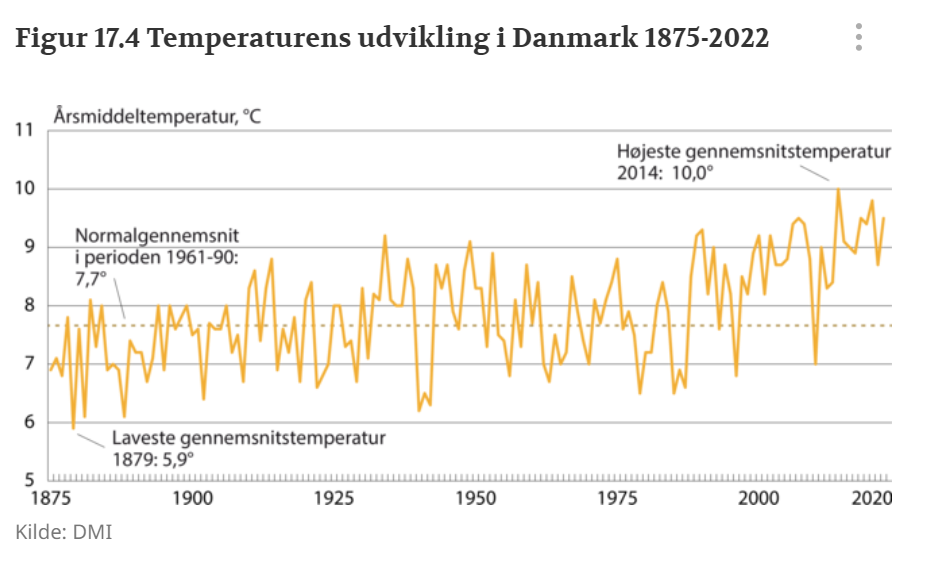 Figur 17.4 Temperaturens udvikling i Danmark 1875-2022
Årsmiddeltemperatur, °C
11
Højeste gennemsnitstemperatur
2014: 10,0°
10
Normalgennemsnit
i perioden 1961-90:
7,7°
9
8
7
6
Laveste gennemsnitstemperatur
1879: 5,9°
5
1875 1900 1925 1950 1975 2000 2020
Kilde: DMI